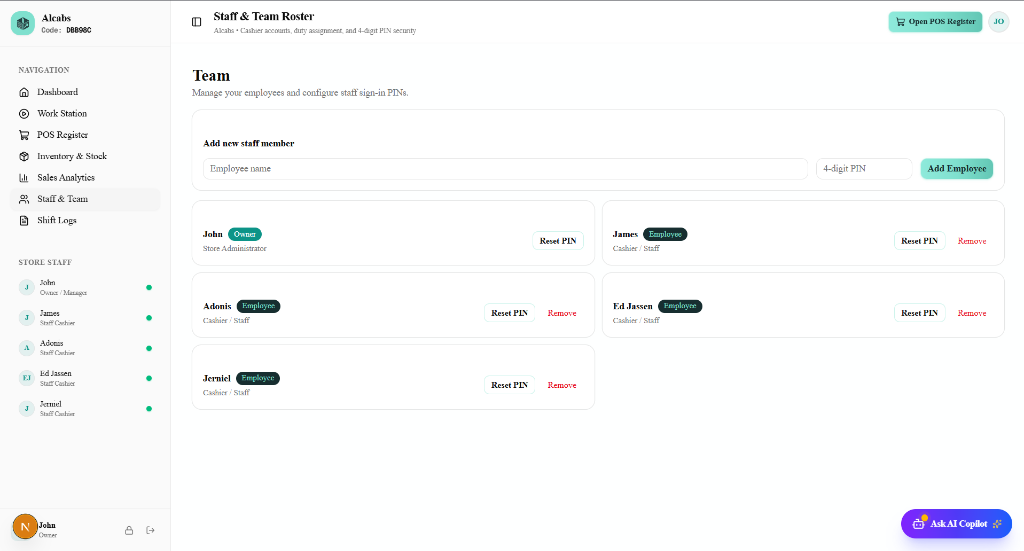 Alcabs
Code: DBB98C
NAVIGATION
Dashboard
Work Station
POS Register
Inventory & Stock
Sales Analytics
Staff & Team
Shift Logs
STORE STAFF
J
John
Owner / Manager
J
James
Staff Cashier
A
Adonis
Staff Cashier
EJ
Ed Jassen
Staff Cashier
J
Jerniel
Staff Cashier
N
John
Owner
Staff & Team Roster
Alcabs • Cashier accounts, duty assignment, and 4-digit PIN security
Open POS Register
JO
Team
Manage your employees and configure staff sign-in PINs.
Add new staff member
Employee name
4-digit PIN
Add Employee
John Owner
Store Administrator
Reset PIN
James Employee
Cashier / Staff
Reset PIN Remove
Adonis Employee
Cashier / Staff
Reset PIN Remove
Ed Jassen Employee
Cashier / Staff
Reset PIN Remove
Jerniel Employee
Cashier / Staff
Reset PIN Remove
Ask AI Copilot